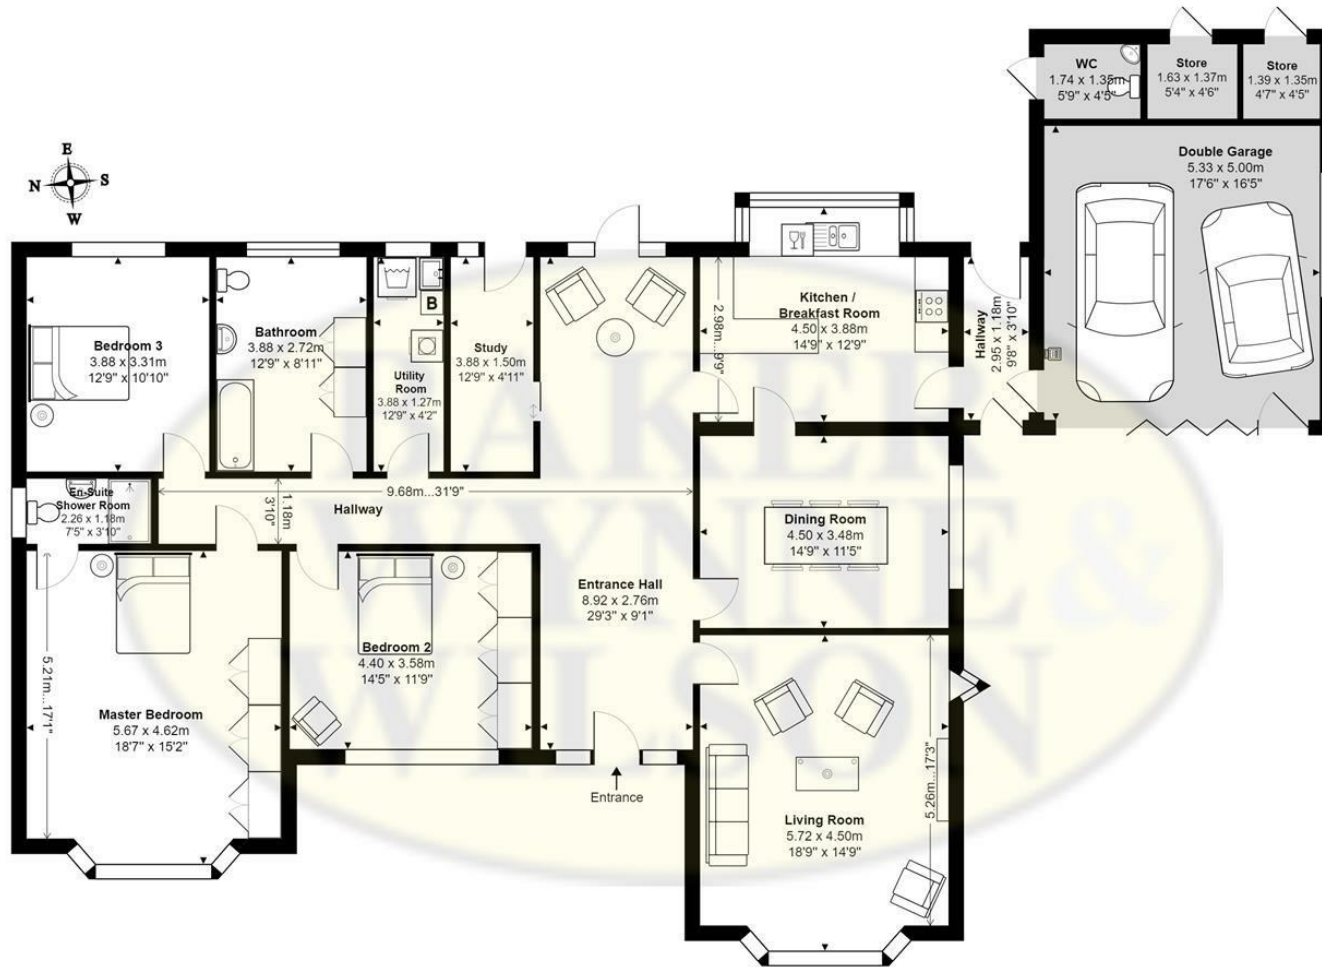 WC
1.74 x 1.35m
5'9" x 4'5"
Store
1.63 x 1.37m
5'4" x 4'6"
Store
1.39 x 1.35m
4'7" x 4'5"
Double Garage
5.33 x 5.00m
17'6" x 16'5"
E
N
S
W
Bedroom 3
3.88 x 3.31m
12'9" x 10'10"
Bathroom
3.88 x 2.72m
12'9" x 8'11"
B
Utility
Room
3.88 x 1.27m
12'9" x 4'2"
Study
3.88 x 1.50m
12'9" x 4'11"
2.98m...9'9"
Kitchen /
Breakfast Room
4.50 x 3.88m
14'9" x 12'9"
Hallway
2.95 x 1.18m
9'8" x 3'10"
En-Suite
Shower Room
2.26 x 1.18m
7'5" x 3'10"
9.68m...31'9"
1.18m
3'10"
Hallway
Dining Room
4.50 x 3.48m
14'9" x 11'5"
Entrance Hall
8.92 x 2.76m
29'3" x 9'1"
5.21m...17'1"
Master Bedroom
5.67 x 4.62m
18'7" x 15'2"
Bedroom 2
4.40 x 3.58m
14'5" x 11'9"
Entrance
Living Room
5.72 x 4.50m
18'9" x 14'9"
5.26m...17'3"
BAKER
WYNNE &
WILSON